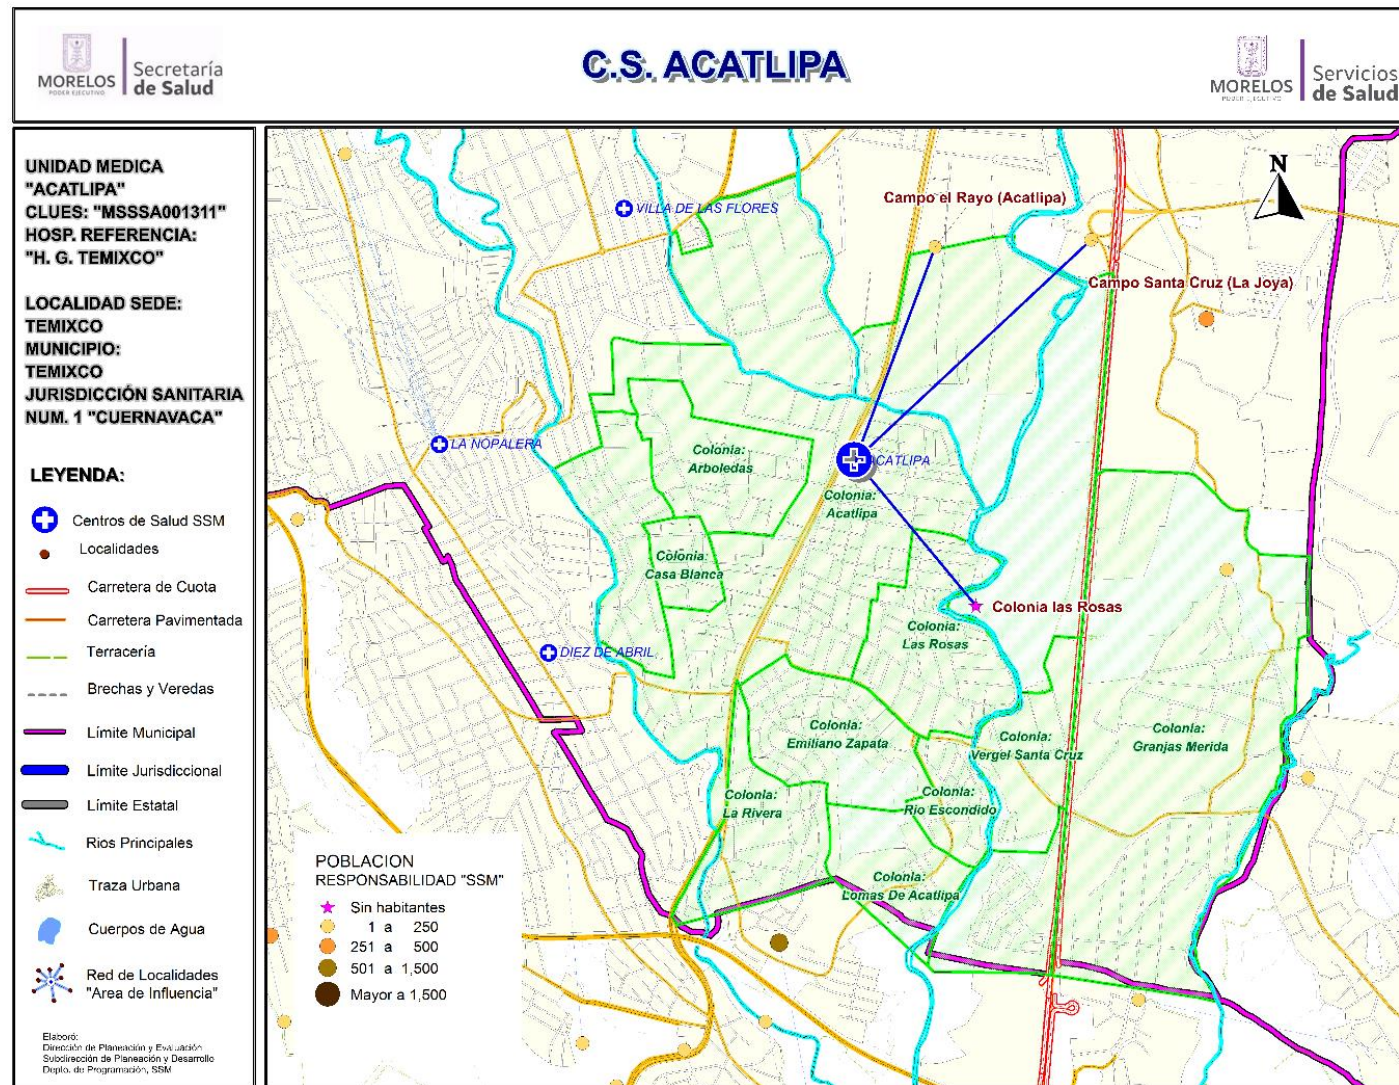 MORELOS
PODER EJECUTIVO
Secretaría
de Salud
C.S. ACATLIPA
MORELOS
PODER EJECUTIVO
Servicios
de Salud
UNIDAD MEDICA
"ACATLIPA"
CLUES: "MSSSA001311"
HOSP. REFERENCIA:
"H. G. TEMIXCO"
LOCALIDAD SEDE:
TEMIXCO
MUNICIPIO:
TEMIXCO
JURISDICCIÓN SANITARIA
NUM. 1 "CUERNAVACA"
LEYENDA:
Centros de Salud SSM
Localidades
Carretera de Cuota
Carretera Pavimentada
Terracería
Brechas y Veredas
Límite Municipal
Límite Jurisdiccional
Límite Estatal
Rios Principales
Traza Urbana
Cuerpos de Agua
Red de Localidades
"Area de Influencia"
Elaboró:
Dirección de Planeación y Evaluación
Subdirección de Planeación y Desarrollo
Depto. de Programación, SSM
N
VILLA DE LAS FLORES
Campo el Rayo (Acatlipa)
Campo Santa Cruz (La Joya)
LA NOPALERA
Colonia:
Arboledas
ACATLIPA
Colonia:
Acatlipa
Colonia:
Casa Blanca
Colonia las Rosas
Colonia:
Las Rosas
DIEZ DE ABRIL
Colonia:
Emiliano Zapata
Colonia:
Vergel Santa Cruz
Colonia:
Granjas Merida
Colonia:
La Rivera
Colonia:
Rio Escondido
Colonia:
Lomas De Acatlipa
POBLACION
RESPONSABILIDAD "SSM"
Sin habitantes
1 a 250
251 a 500
501 a 1,500
Mayor a 1,500